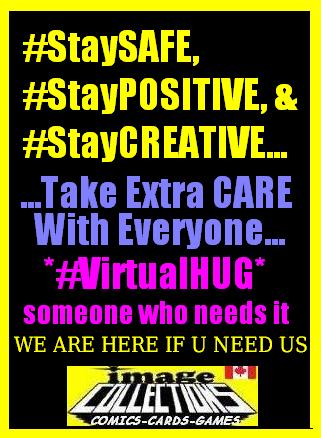 #StaySAFE,
#StayPOSITIVE, &
#StayCREATIVE...
...Take Extra CARE
With Everyone...
*#VirtualHUG*
someone who needs it
WE ARE HERE IF U NEED US
image
COLLECTIONS
COMICS-CARDS-GAMES